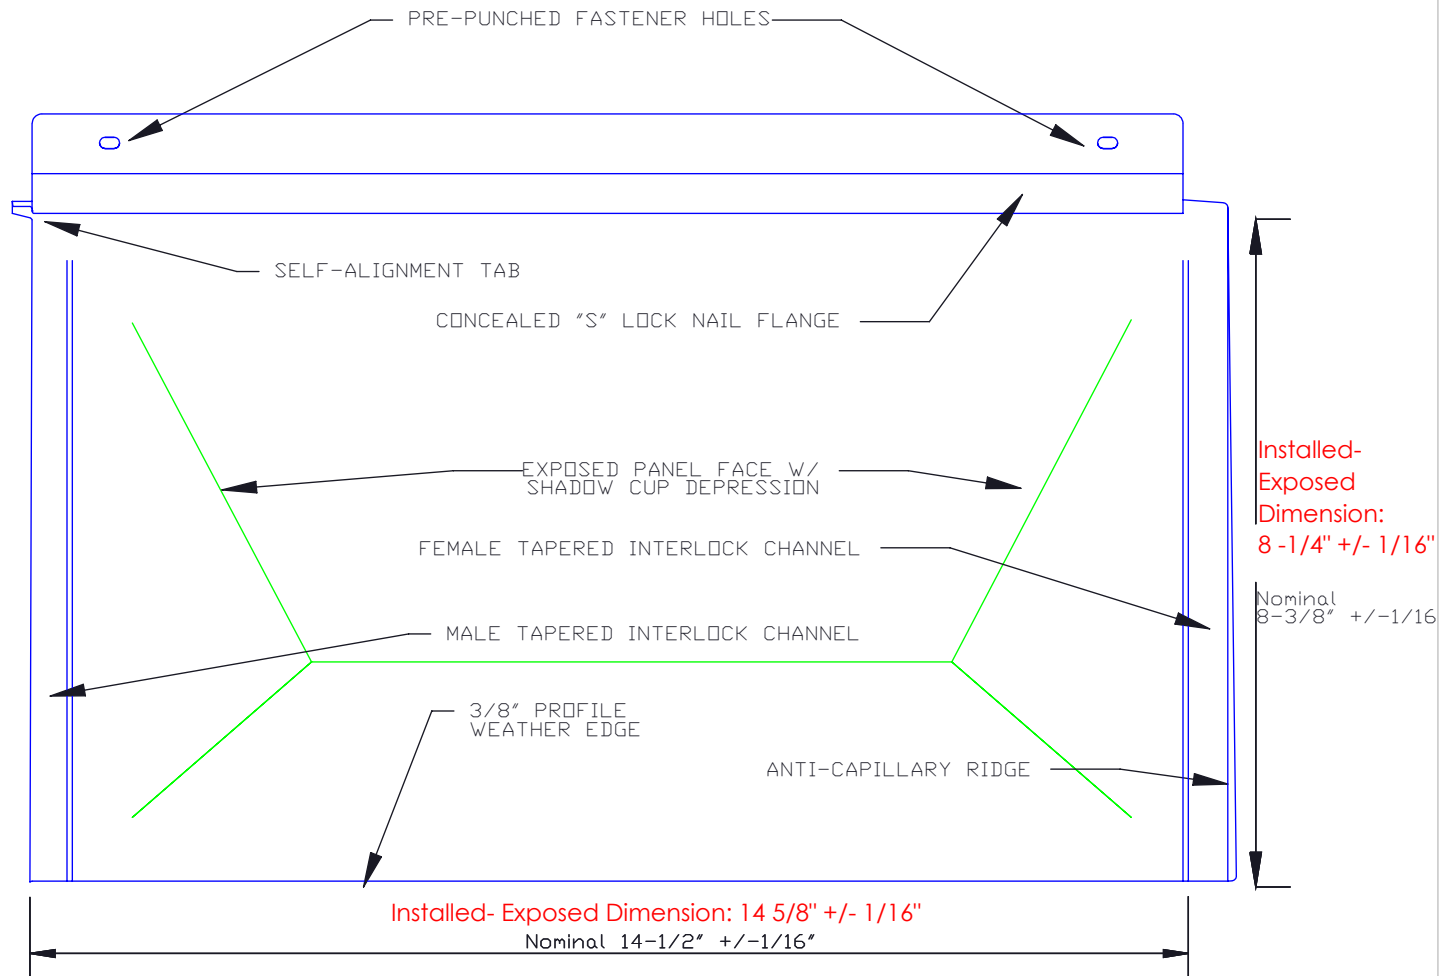 PRE-PUNCHED FASTENER HOLES
SELF-ALIGNMENT TAB
CONCEALED "S" LOCK NAIL FLANGE
EXPOSED PANEL FACE W/
SHADOW CUP DEPRESSION
Installed-
Exposed
Dimension:
8 -1/4" +/- 1/16"
FEMALE TAPERED INTERLOCK CHANNEL
Nominal
8-3/8" +/-1/16
MALE TAPERED INTERLOCK CHANNEL
3/8" PROFILE
WEATHER EDGE
ANTI-CAPILLARY RIDGE
Installed- Exposed Dimension: 14 5/8" +/- 1/16"
Nominal 14-1/2" +/-1/16"